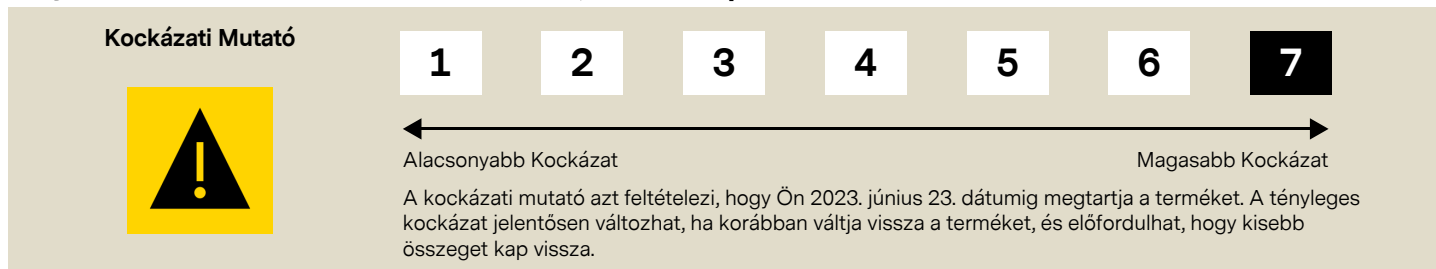 Kockázati Mutató
1 2 3 4 5 6 7
Alacsonyabb Kockázat Magasabb Kockázat
A kockázati mutató azt feltételezi, hogy Ön 2023. június 23. dátumig megtartja a terméket. A tényleges
kockázat jelentősen változhat, ha korábban váltja vissza a terméket, és előfordulhat, hogy kisebb
összeget kap vissza.